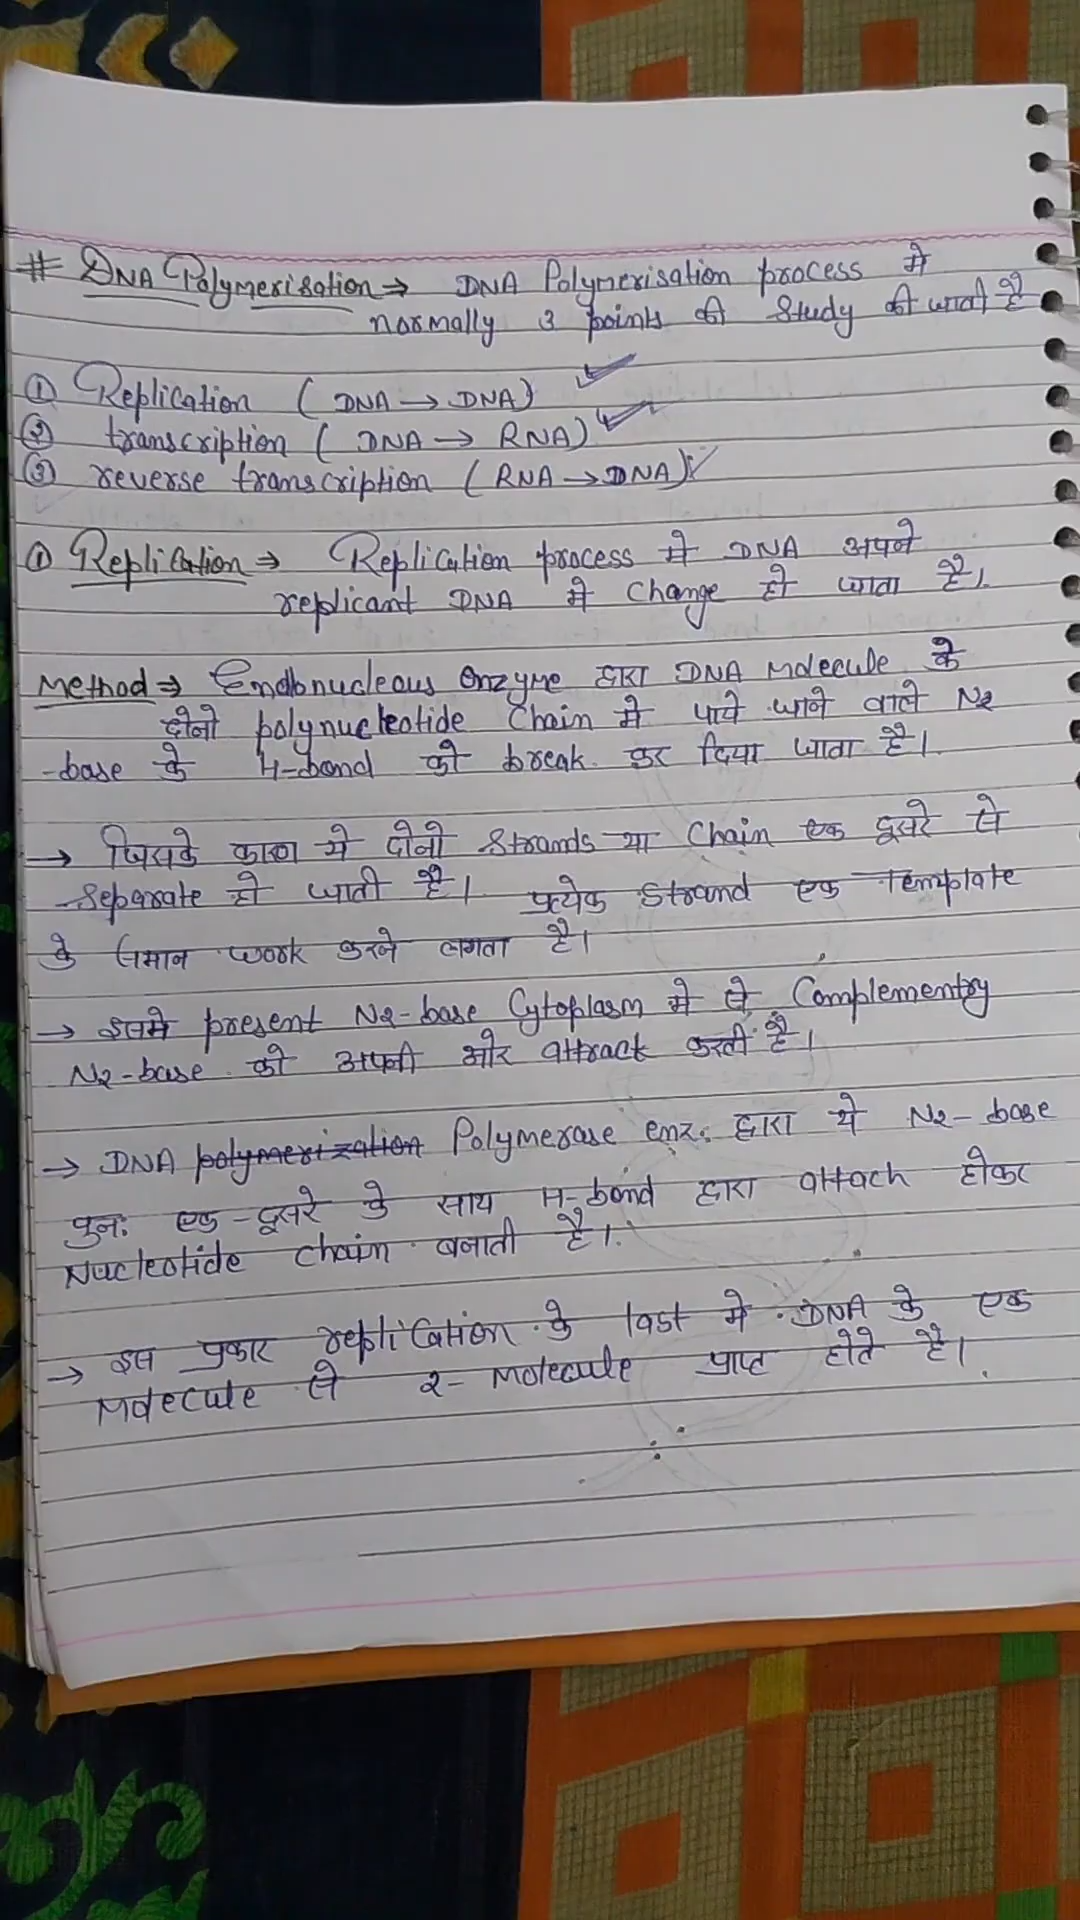 # DNA Polymerisation → DNA Polymerisation process में
normally 3 points की study की जाती है
① Replication ( DNA → DNA)
② transcription ( DNA → RNA)
③ reverse transcription ( RNA → DNA)
① Replication ⇒ Replication process में DNA अपने
replicant DNA में change हो जाता है।
Method ⇒ Endonucleous enzyme द्वारा DNA Molecule के
दोनो polynucleotide Chain में पाये जाने वाले N2
-base के H-bond को break कर दिया जाता है।
→ जिसके कारण ये दोनो Strands या Chain एक दूसरे से
Separate हो जाती है। प्रत्येक Strand एक Template
के समान work करने लगता है।
→ इसमे present N2-base Cytoplasm में से Complementry
N2-base को अपनी ओर attrack करती है।
→ DNA polymerization Polymerase enz. द्वारा ये N2-base
पुनः एक-दूसरे के साथ H-bond द्वारा attach होकर
Nucleotide chain बनाती है।
→ इस प्रकार replication के last में DNA के एक
Molecule से 2- Molecule प्राप्त होते है।